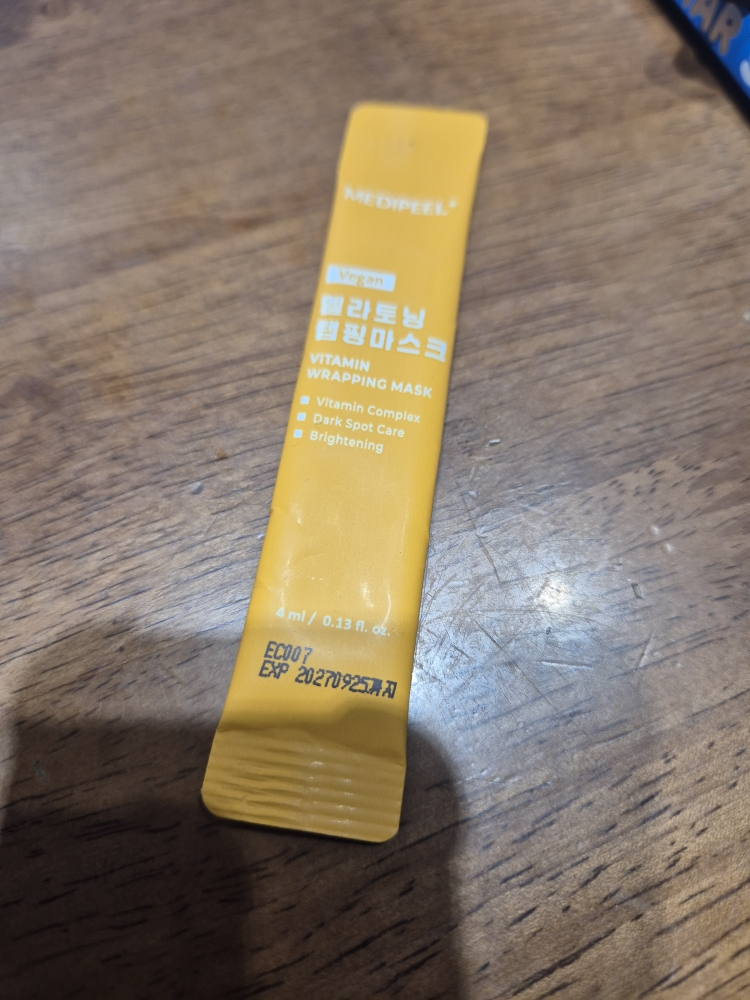 MEDIPEEL+
Vegan
멜라토닝
랩핑마스크
VITAMIN
WRAPPING MASK
Vitamin Complex
Dark Spot Care
Brightening
4 ml / 0.13 fl. oz.
EC007
EXP 20270925까지